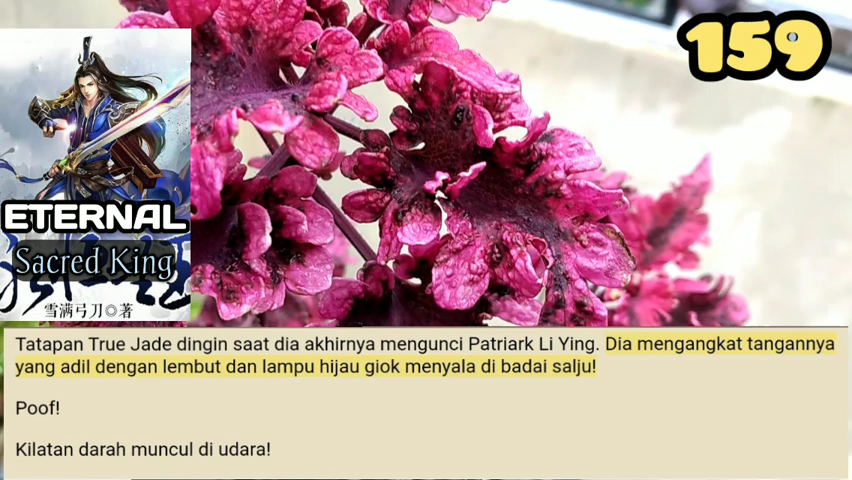 159
ETERNAL
Sacred King
雪满弓刀◎著
Tatapan True Jade dingin saat dia akhirnya mengunci Patriark Li Ying. Dia mengangkat tangannya
yang adil dengan lembut dan lampu hijau giok menyala di badai salju!
Poof!
Kilatan darah muncul di udara!